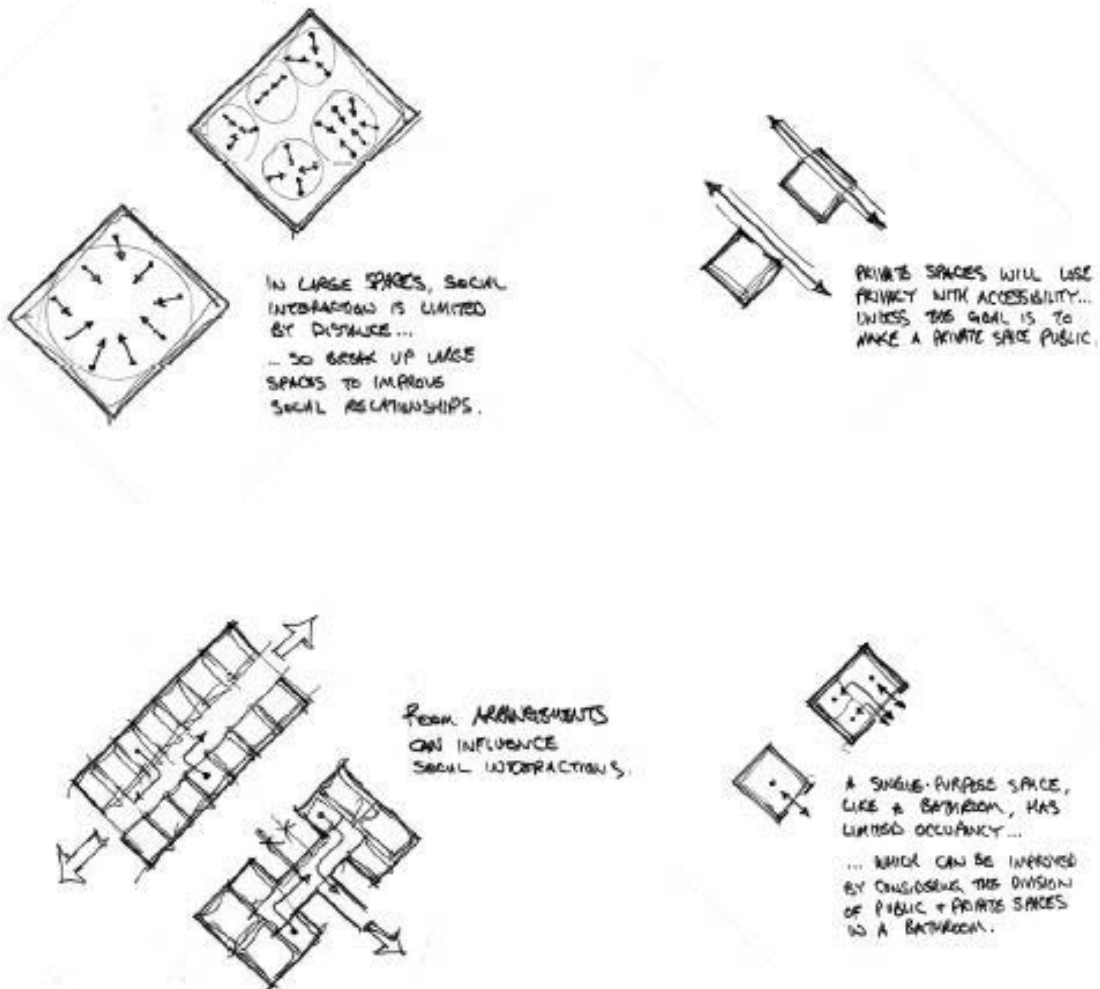 IN LARGE SPACES, SOCIAL
INTERACTION IS LIMITED
BY DISTANCE...
... SO BREAK UP LARGE
SPACES TO IMPROVE
SOCIAL RELATIONSHIPS.
PRIVATE SPACES WILL LOSE
PRIVACY WITH ACCESSIBILITY...
UNLESS THE GOAL IS TO
MAKE A PRIVATE SPACE PUBLIC.
ROOM ARRANGEMENTS
CAN INFLUENCE
SOCIAL INTERACTIONS.
A SINGLE-PURPOSE SPACE,
LIKE A BATHROOM, HAS
LIMITED OCCUPANCY...
... WHICH CAN BE IMPROVED
BY CONSIDERING THE DIVISION
OF PUBLIC + PRIVATE SPACES
IN A BATHROOM.